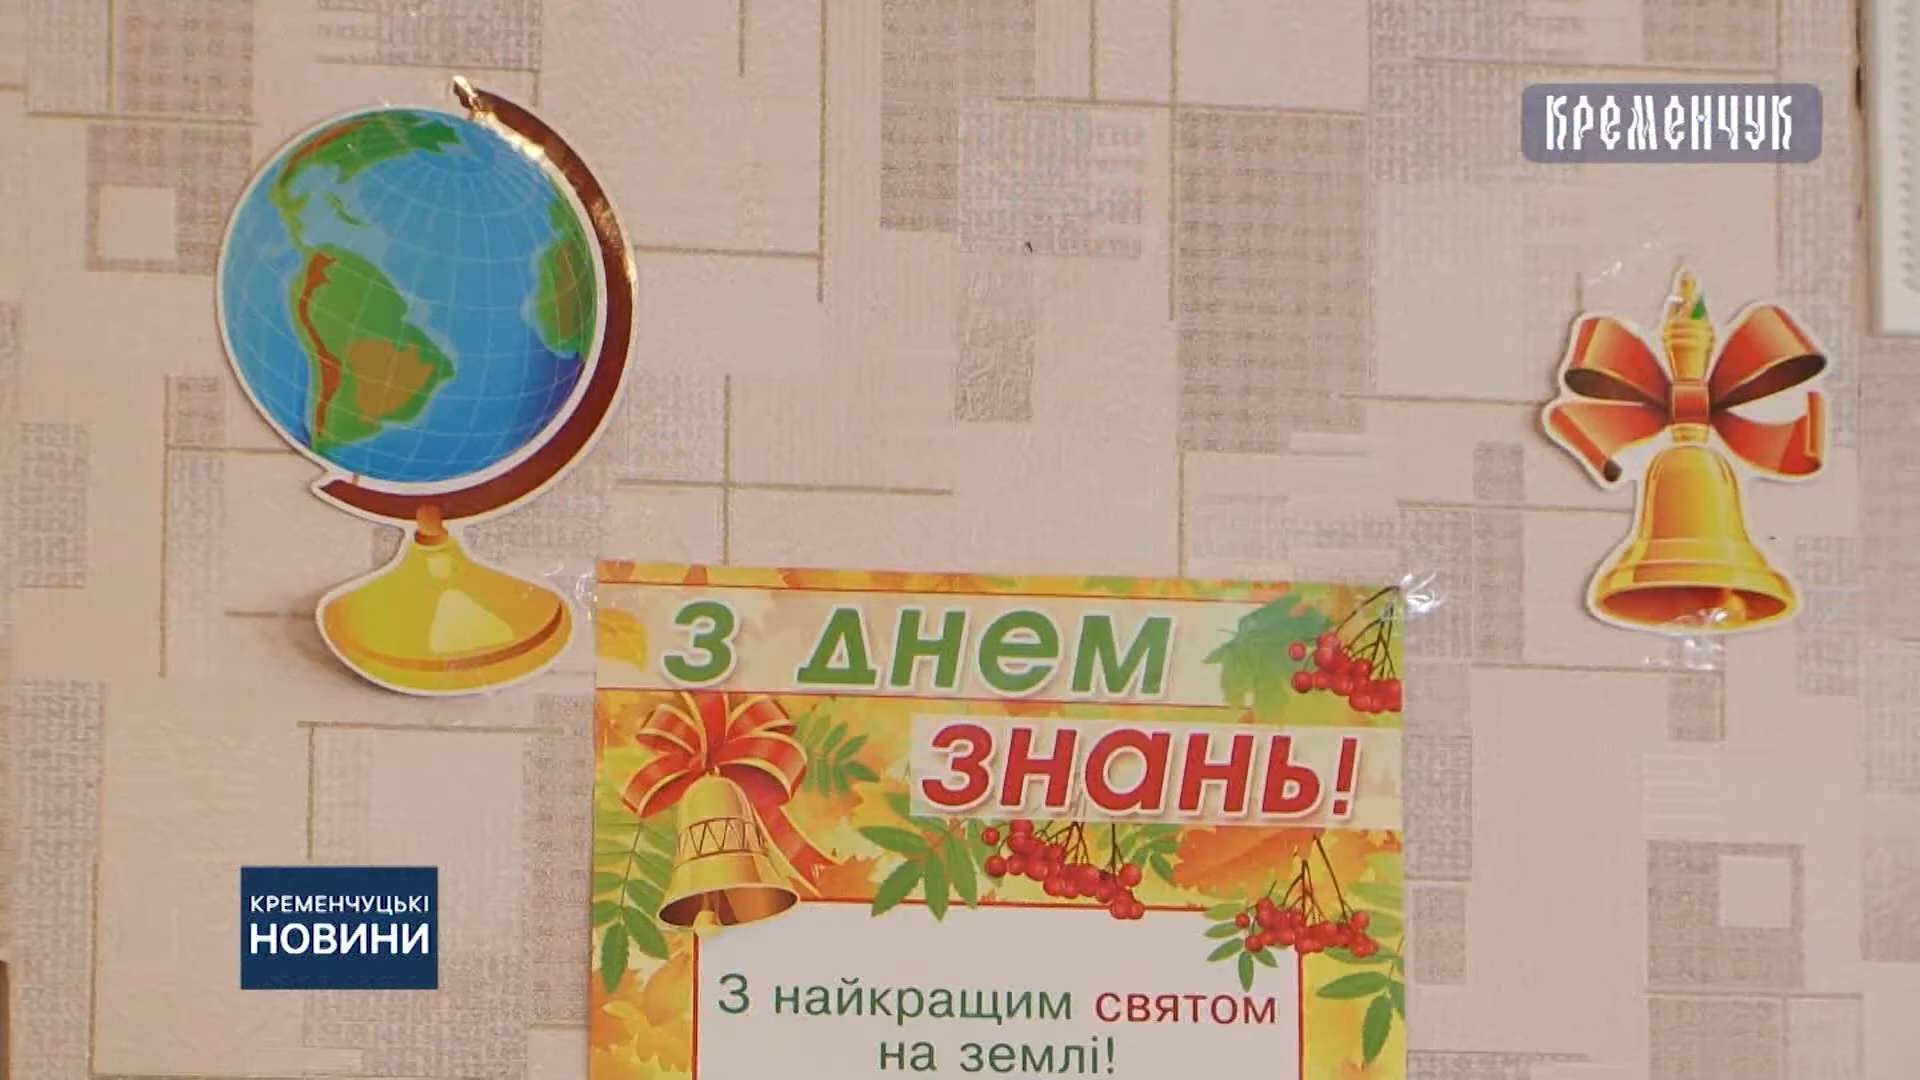 КРЕМЕНЧУК
З Днем
знань!
КРЕМЕНЧУЦЬКІ
НОВИНИ
З найкращим святом
на землі!